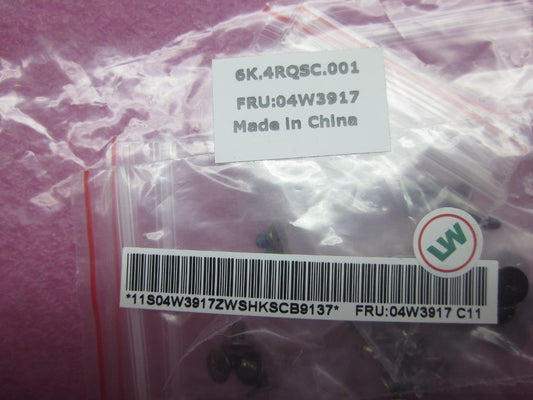 6K.4RQSC.001
FRU:04W3917
Made in China
LW
*11S04W3917ZWSHKSCB9137* FRU:04W3917 C11